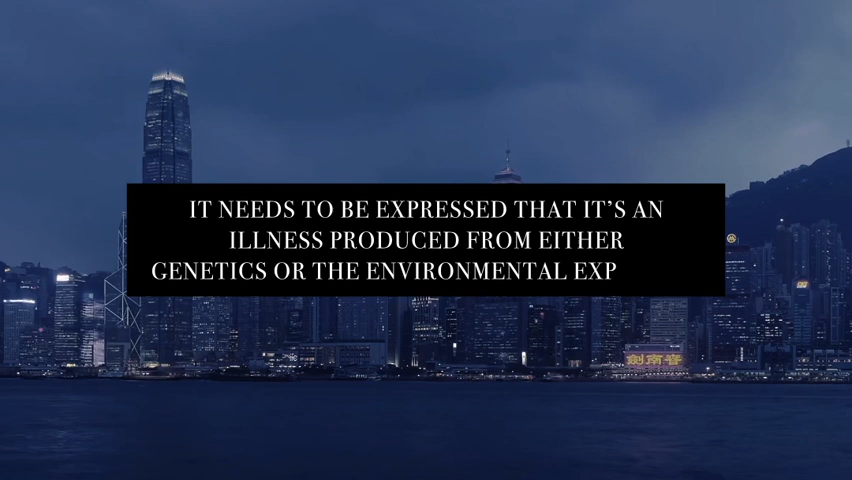 IT NEEDS TO BE EXPRESSED THAT IT’S AN
ILLNESS PRODUCED FROM EITHER
GENETICS OR THE ENVIRONMENTAL EXP